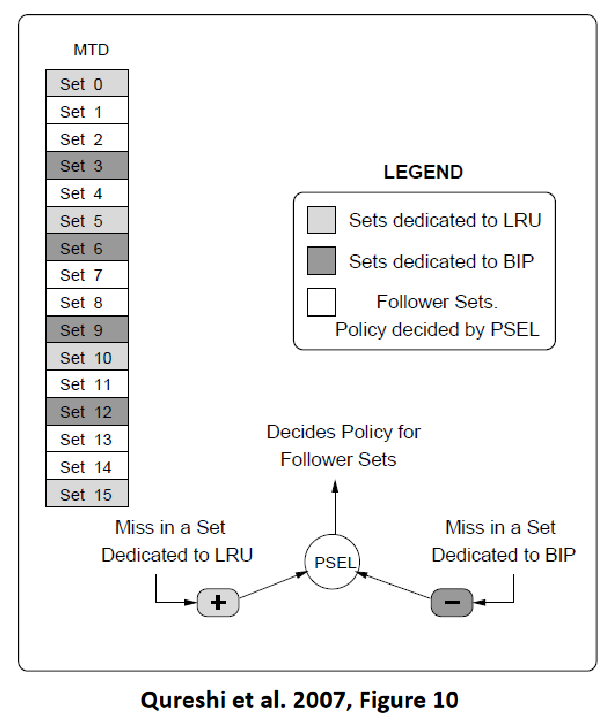 MTD
Set 0
Set 1
Set 2
Set 3
Set 4
Set 5
Set 6
Set 7
Set 8
Set 9
Set 10
Set 11
Set 12
Set 13
Set 14
Set 15
LEGEND
Sets dedicated to LRU
Sets dedicated to BIP
Follower Sets.
Policy decided by PSEL
Decides Policy for
Follower Sets
Miss in a Set
Dedicated to LRU
+
PSEL
Miss in a Set
Dedicated to BIP
−
Qureshi et al. 2007, Figure 10